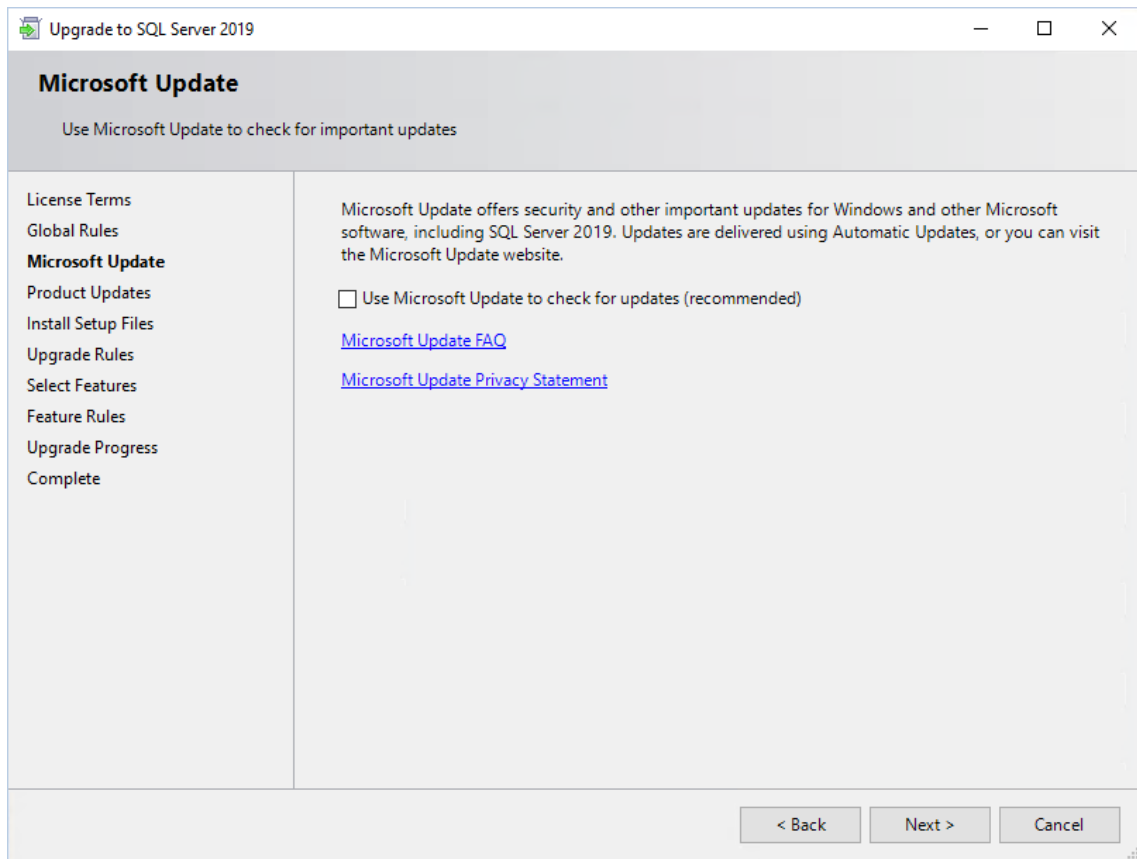 Upgrade to SQL Server 2019
Microsoft Update
Use Microsoft Update to check for important updates
License Terms
Global Rules
Microsoft Update
Product Updates
Install Setup Files
Upgrade Rules
Select Features
Feature Rules
Upgrade Progress
Complete
Microsoft Update offers security and other important updates for Windows and other Microsoft
software, including SQL Server 2019. Updates are delivered using Automatic Updates, or you can visit
the Microsoft Update website.
Use Microsoft Update to check for updates (recommended)
Microsoft Update FAQ
Microsoft Update Privacy Statement
< Back
Next >
Cancel